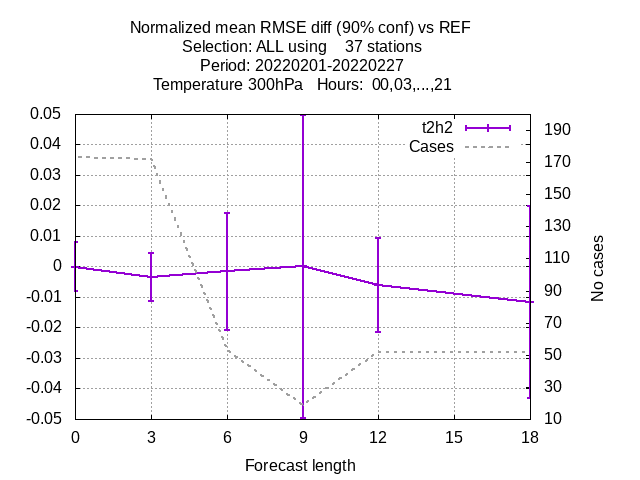 Normalized mean RMSE diff (90% conf) vs REF
Selection: ALL using    37 stations
Period: 20220201-20220227
Temperature 300hPa   Hours:  00,03,...,21
t2h2
Cases
0.05
0.04
0.03
0.02
0.01
0
-0.01
-0.02
-0.03
-0.04
-0.05
190
170
150
130
110
90
70
50
30
10
No cases
0 3 6 9 12 15 18
Forecast length